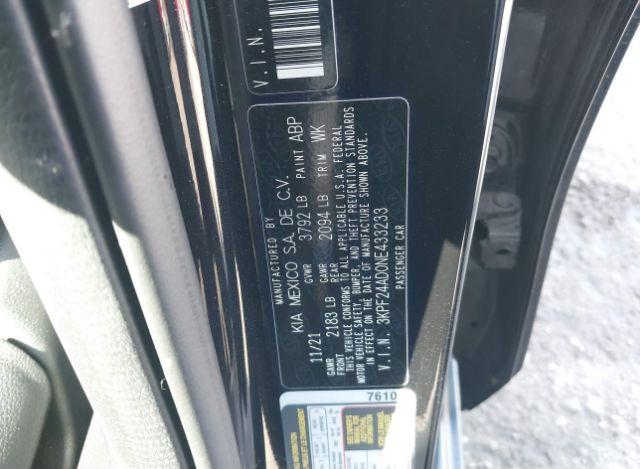 V.I.N.
MANUFACTURED BY
KIA MEXICO S.A. DE C.V.
GVWR 3792 LB PAINT ABP
11/21
GAWR FRONT 2183 LB GAWR REAR 2094 LB TRIM WK
THIS VEHICLE CONFORMS TO ALL APPLICABLE U.S.A. FEDERAL
MOTOR VEHICLE SAFETY, BUMPER, AND THEFT PREVENTION STANDARDS
IN EFFECT ON THE DATE OF MANUFACTURE SHOWN ABOVE.
V.I.N. 3KPF24AD0NE433233
PASSENGER CAR
7610